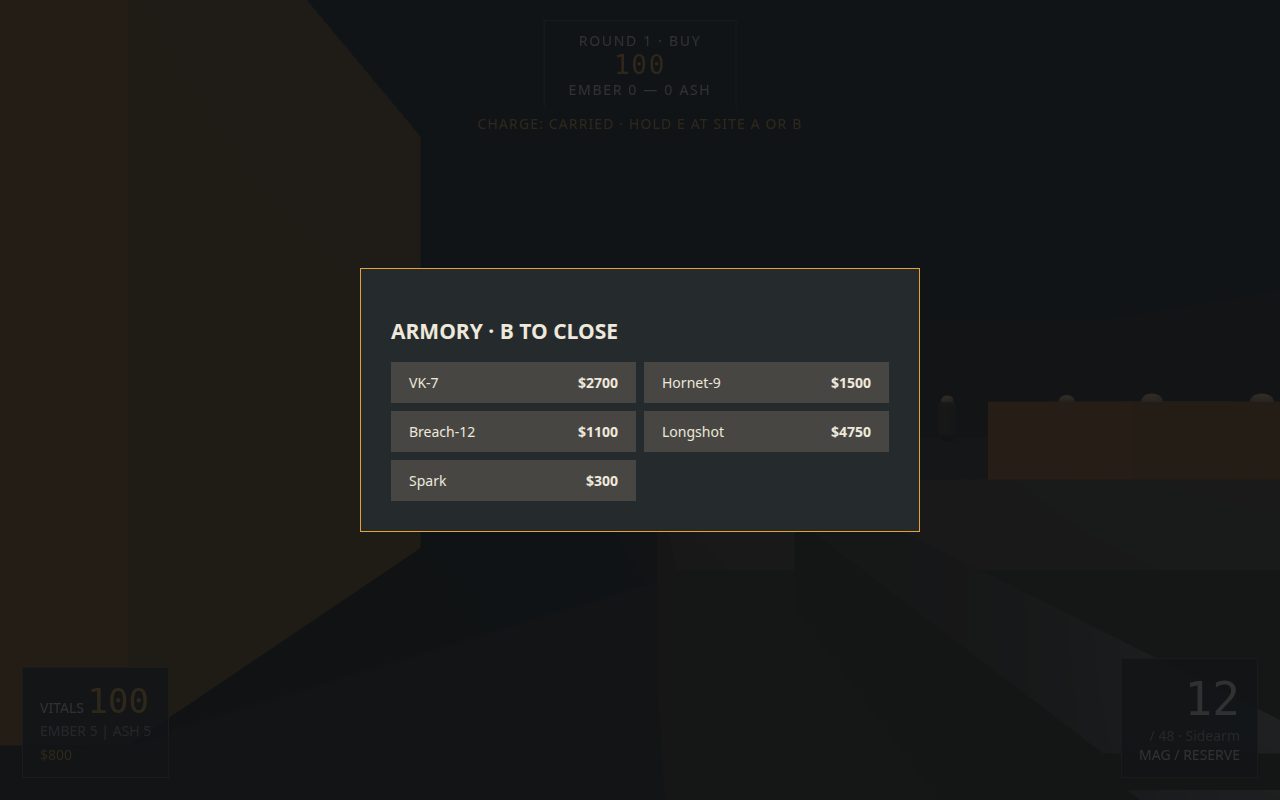 ROUND 1 · BUY
100
EMBER 0 — 0 ASH
CHARGE: CARRIED · HOLD E AT SITE A OR B
ARMORY · B TO CLOSE
VK-7 $2700
Hornet-9 $1500
Breach-12 $1100
Longshot $4750
Spark $300
VITALS 100
EMBER 5 | ASH 5
$800
12
/ 48 · Sidearm
MAG / RESERVE